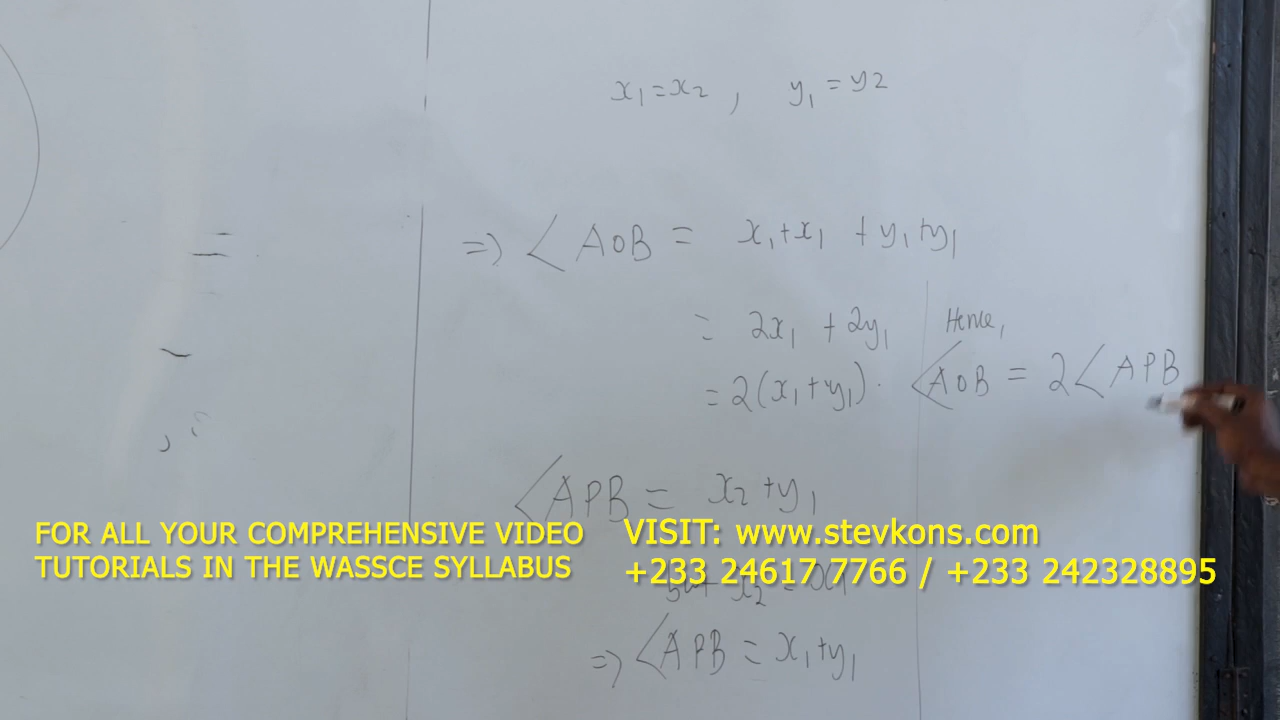 x₁=x₂ , y₁ = y₂
=> ∠AOB = x₁+x₁ + y₁+y₁
= 2x₁ + 2y₁
= 2(x₁+y₁).
Hence,
∠AOB = 2∠APB
∠APB = x₂+y₁
FOR ALL YOUR COMPREHENSIVE VIDEO
TUTORIALS IN THE WASSCE SYLLABUS
VISIT: www.stevkons.com
+233 24617 7766 / +233 242328895
x₂ =
=> ∠APB = x₁+y₁